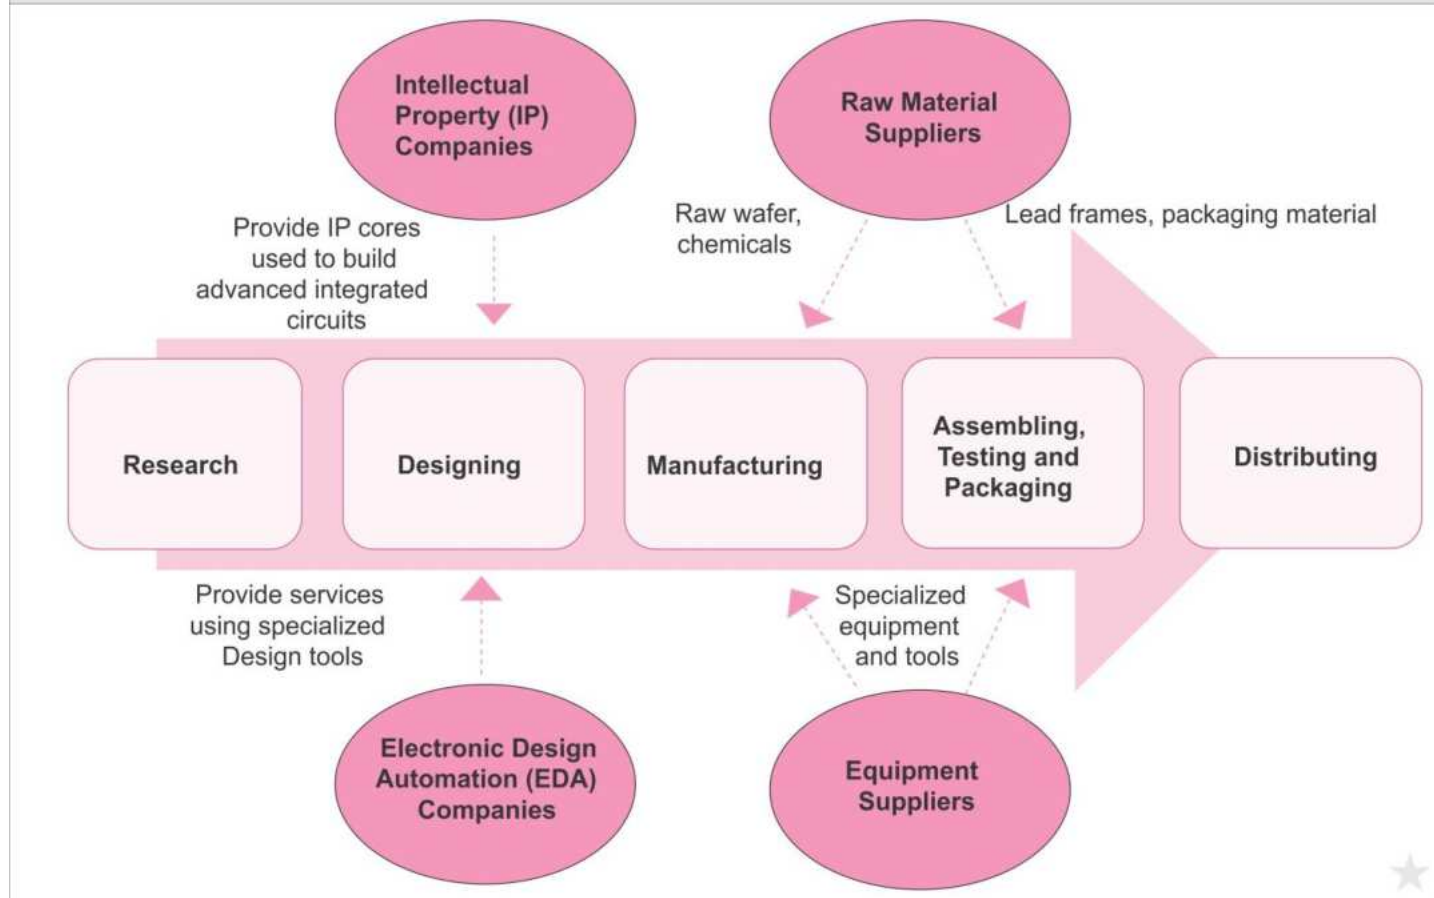 Intellectual
Property (IP)
Companies
Raw Material
Suppliers
Provide IP cores
used to build
advanced integrated
circuits
Raw wafer,
chemicals
Lead frames, packaging material
Research
Designing
Manufacturing
Assembling,
Testing and
Packaging
Distributing
Provide services
using specialized
Design tools
Specialized
equipment
and tools
Electronic Design
Automation (EDA)
Companies
Equipment
Suppliers